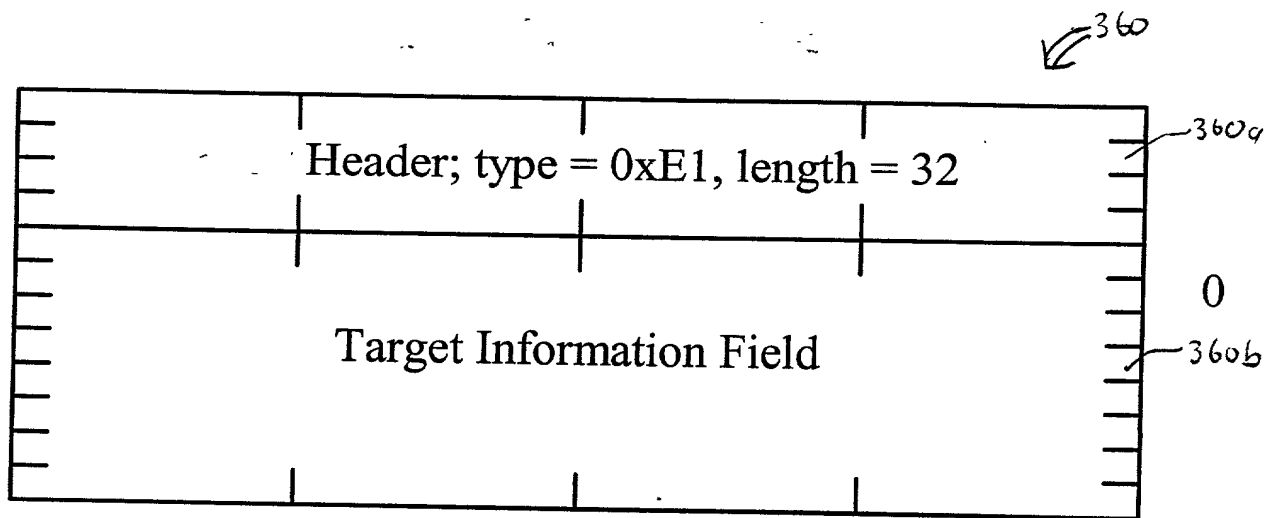 360
360a
Header; type = 0xE1, length = 32
0
Target Information Field
360b